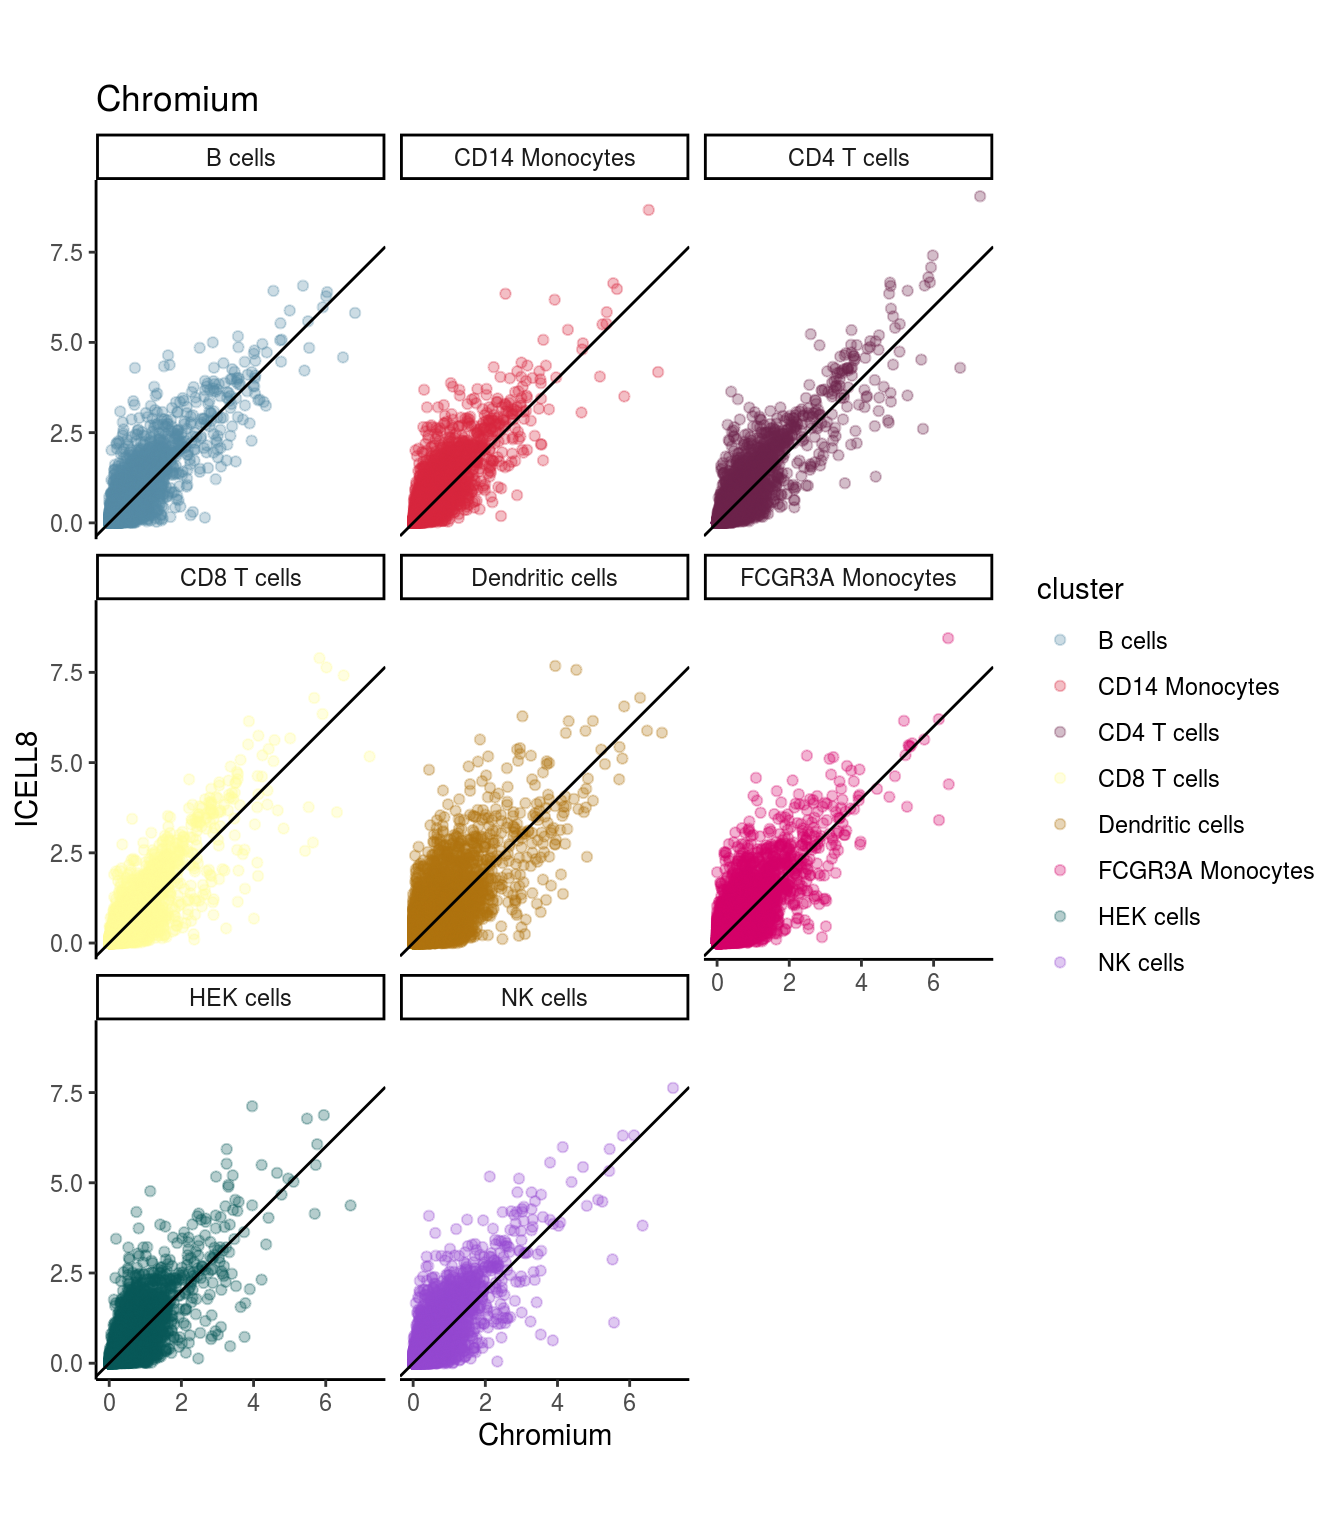 Chromium
B cells
CD14 Monocytes
CD4 T cells
7.5
5.0
2.5
0.0
CD8 T cells
Dendritic cells
FCGR3A Monocytes
7.5
5.0
2.5
0.0
0 2 4 6
HEK cells
NK cells
7.5
5.0
2.5
0.0
0 2 4 6
0 2 4 6
Chromium
ICELL8
cluster
B cells
CD14 Monocytes
CD4 T cells
CD8 T cells
Dendritic cells
FCGR3A Monocytes
HEK cells
NK cells